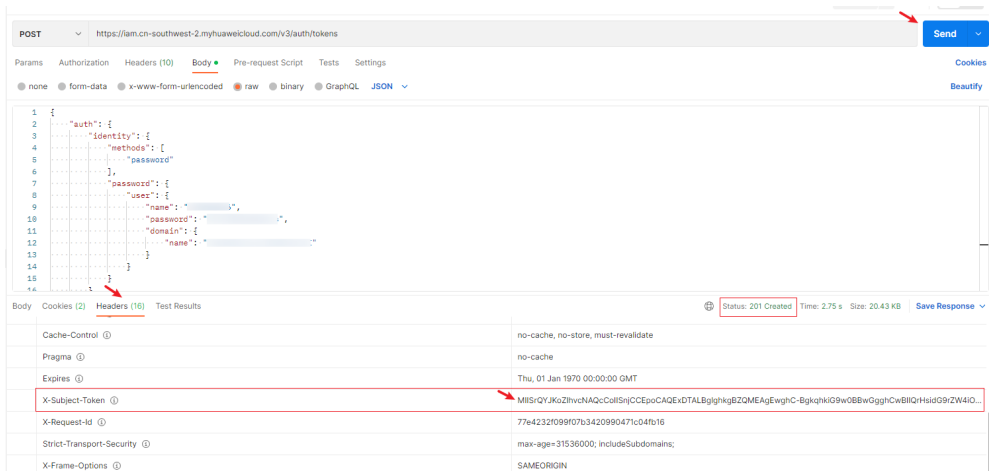 POST https://iam.cn-southwest-2.myhuaweicloud.com/v3/auth/tokens Send
Params Authorization Headers (10) Body Pre-request Script Tests Settings Cookies
none form-data x-www-form-urlencoded raw binary GraphQL JSON Beautify
1 {
2 "auth": {
3 "identity": {
4 "methods": [
5 "password"
6 ],
7 "password": {
8 "user": {
9 "name": "",
10 "password": "",
11 "domain": {
12 "name": ""
13 }
14 }
15 }
16 }
Body Cookies (2) Headers (16) Test Results Status: 201 Created Time: 2.75 s Size: 20.43 KB Save Response
Cache-Control no-cache, no-store, must-revalidate
Pragma no-cache
Expires Thu, 01 Jan 1970 00:00:00 GMT
X-Subject-Token
X-Request-Id 77e4232f099f07b3420990471c04fb16
Strict-Transport-Security max-age=31536000; includeSubdomains;
X-Frame-Options SAMEORIGIN